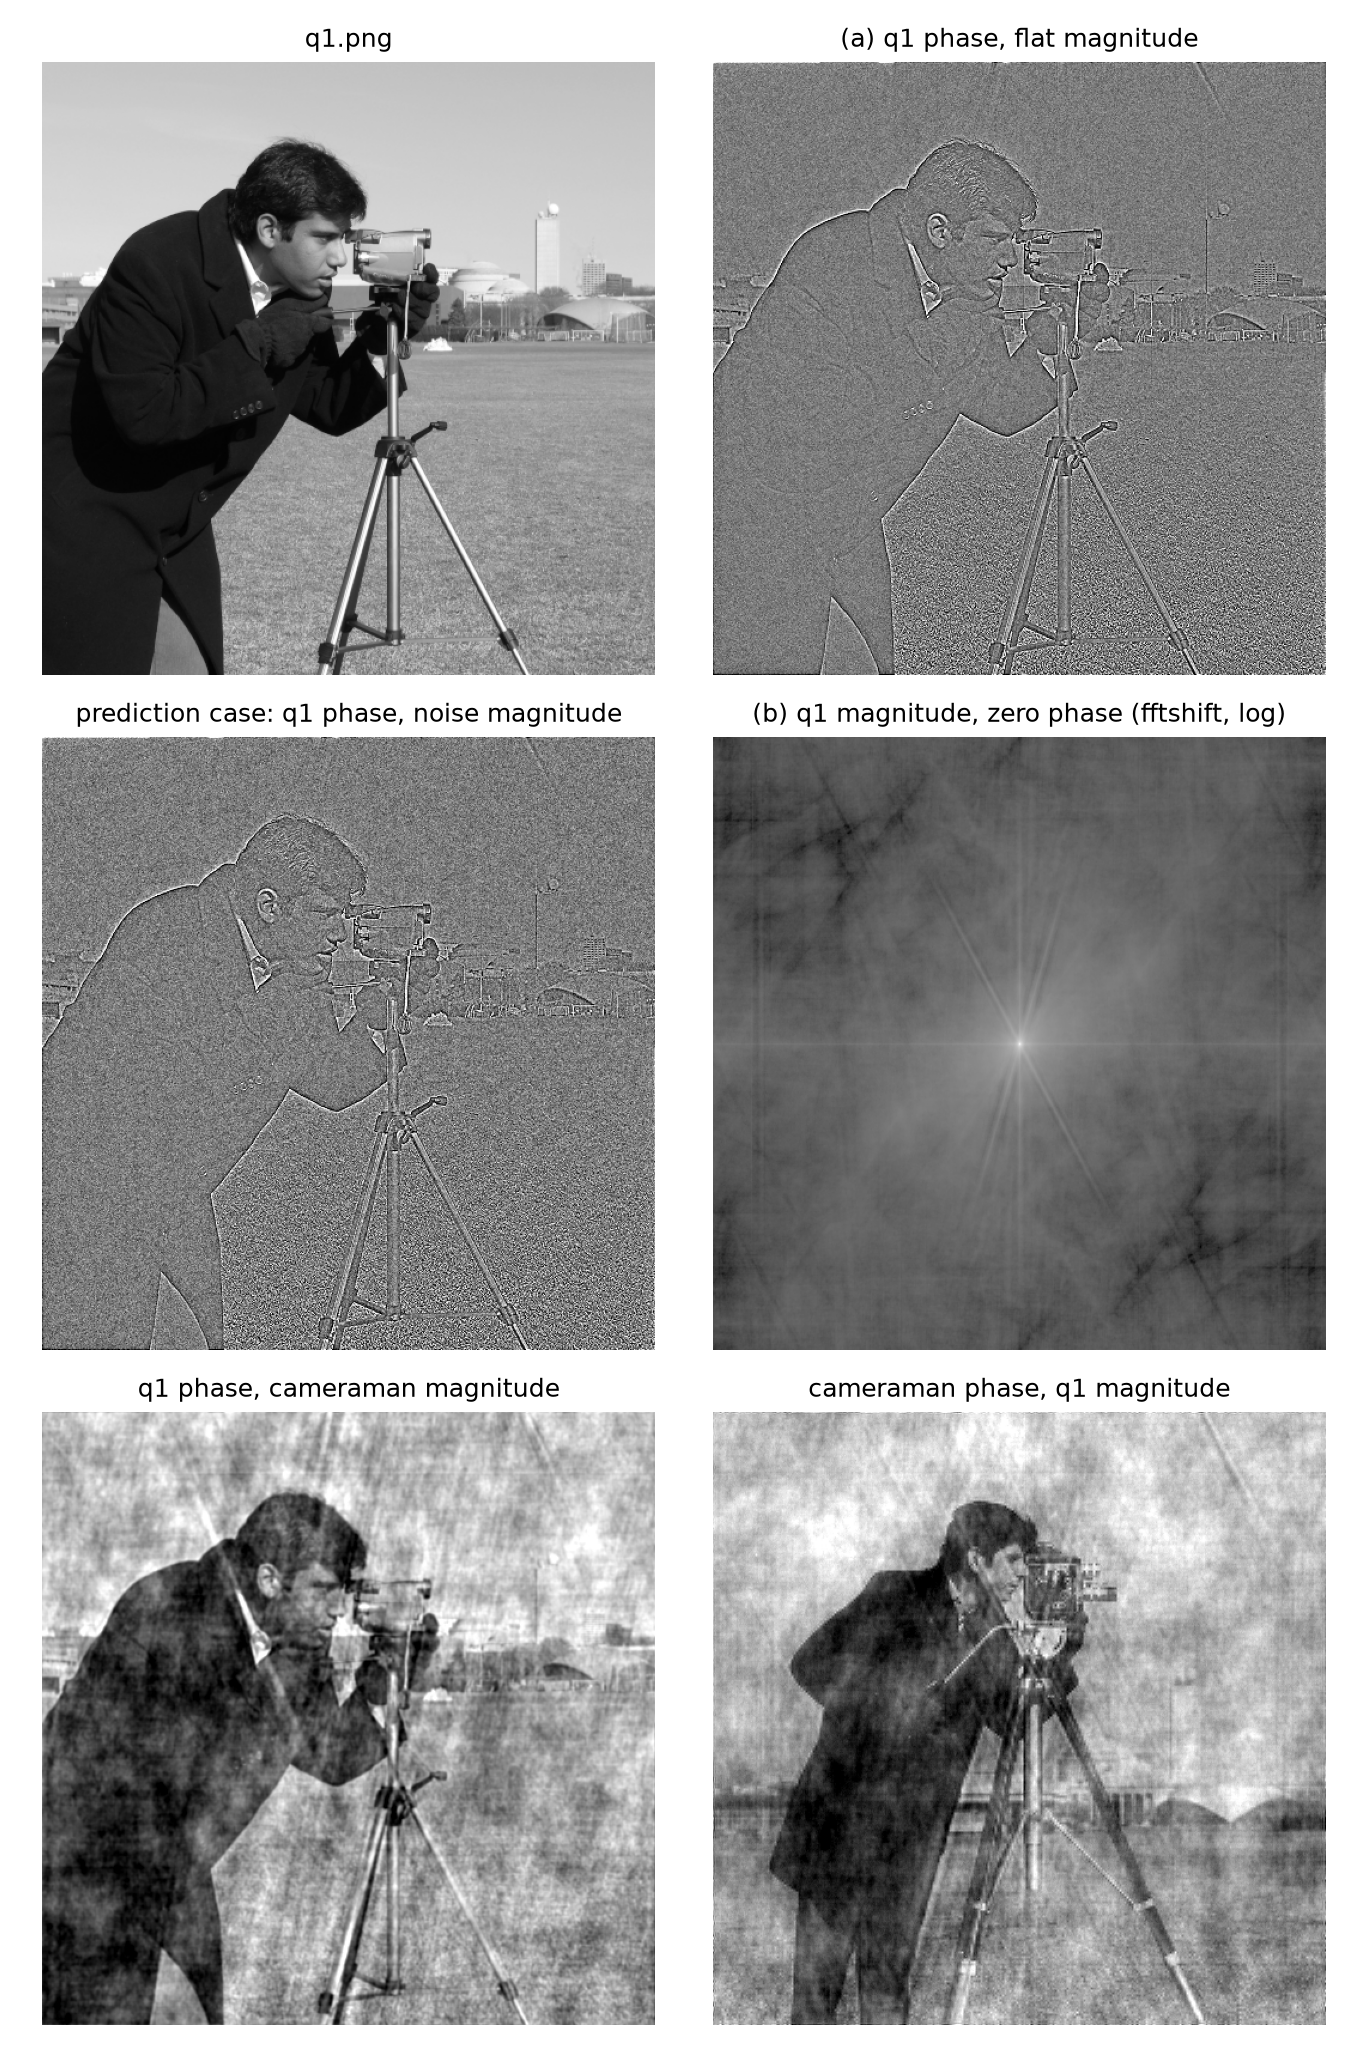 q1.png
(a) q1 phase, flat magnitude
prediction case: q1 phase, noise magnitude
(b) q1 magnitude, zero phase (fftshift, log)
q1 phase, cameraman magnitude
cameraman phase, q1 magnitude